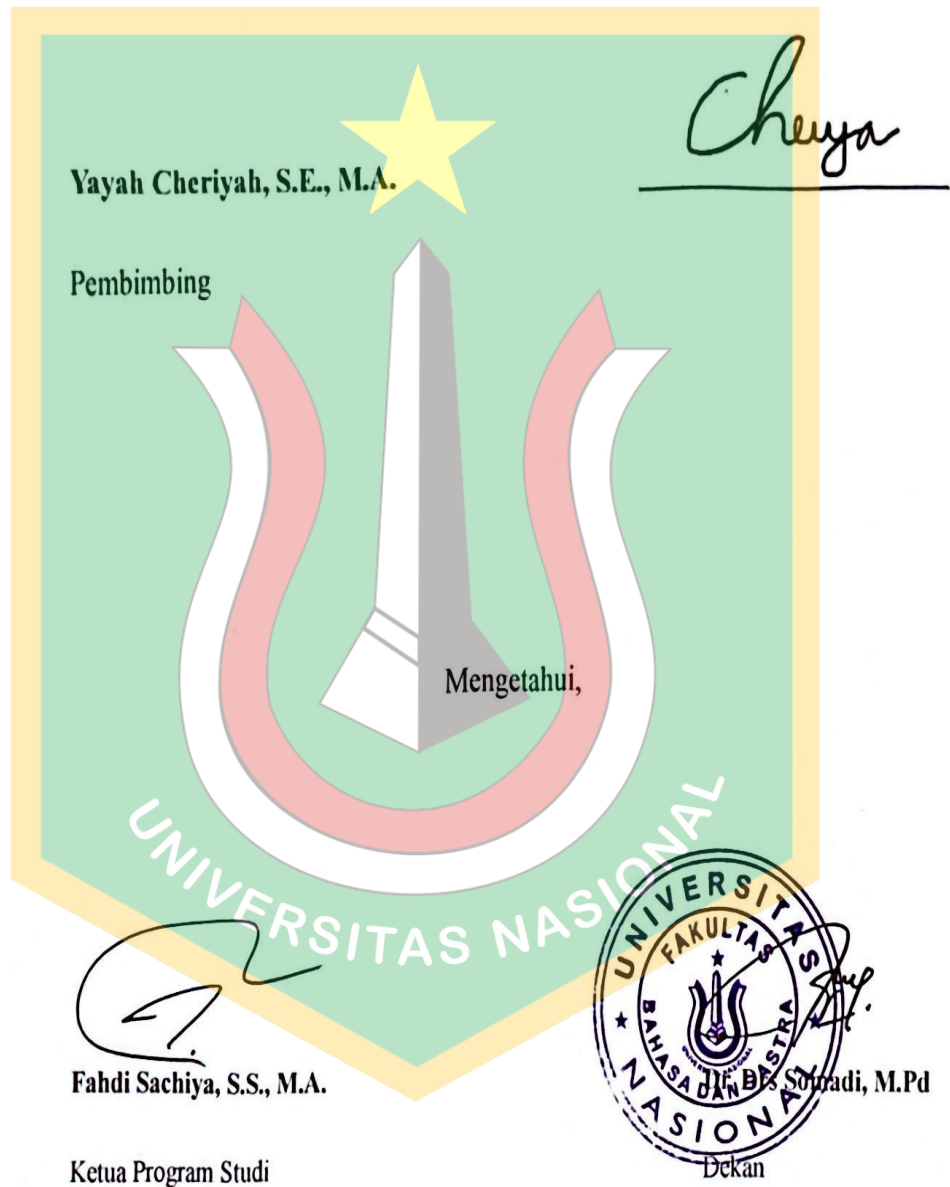 Cheuya
Yayah Cheriyah, S.E., M.A.
Pembimbing
Mengetahui,
UNIVERSITAS NASIONAL
UNIVERSITAS NASIONAL
FAKULTAS
BAHASA DAN SASTRA
Fahdi Sachiya, S.S., M.A.
Dr. Drs Somadi, M.Pd
Ketua Program Studi
Dekan